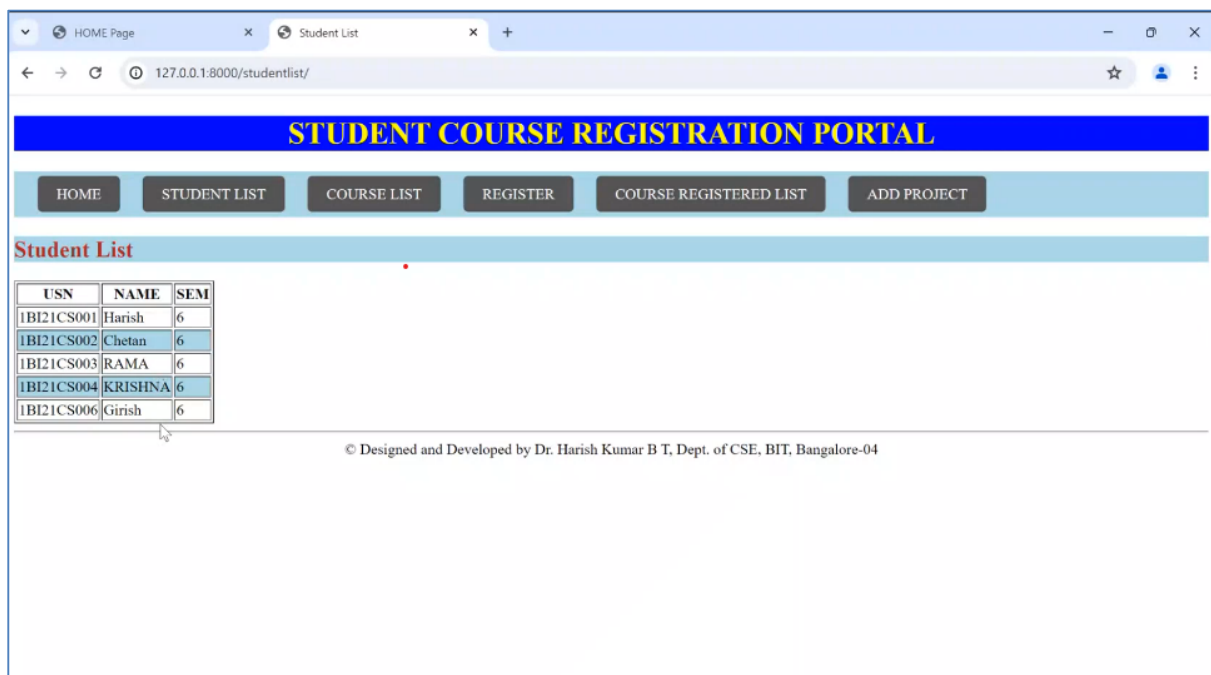 HOME Page Student List
127.0.0.1:8000/studentlist/
STUDENT COURSE REGISTRATION PORTAL
HOME STUDENT LIST COURSE LIST REGISTER COURSE REGISTERED LIST ADD PROJECT
Student List
USN NAME SEM
1BI21CS001 Harish 6
1BI21CS002 Chetan 6
1BI21CS003 RAMA 6
1BI21CS004 KRISHNA 6
1BI21CS006 Girish 6
© Designed and Developed by Dr. Harish Kumar B T, Dept. of CSE, BIT, Bangalore-04